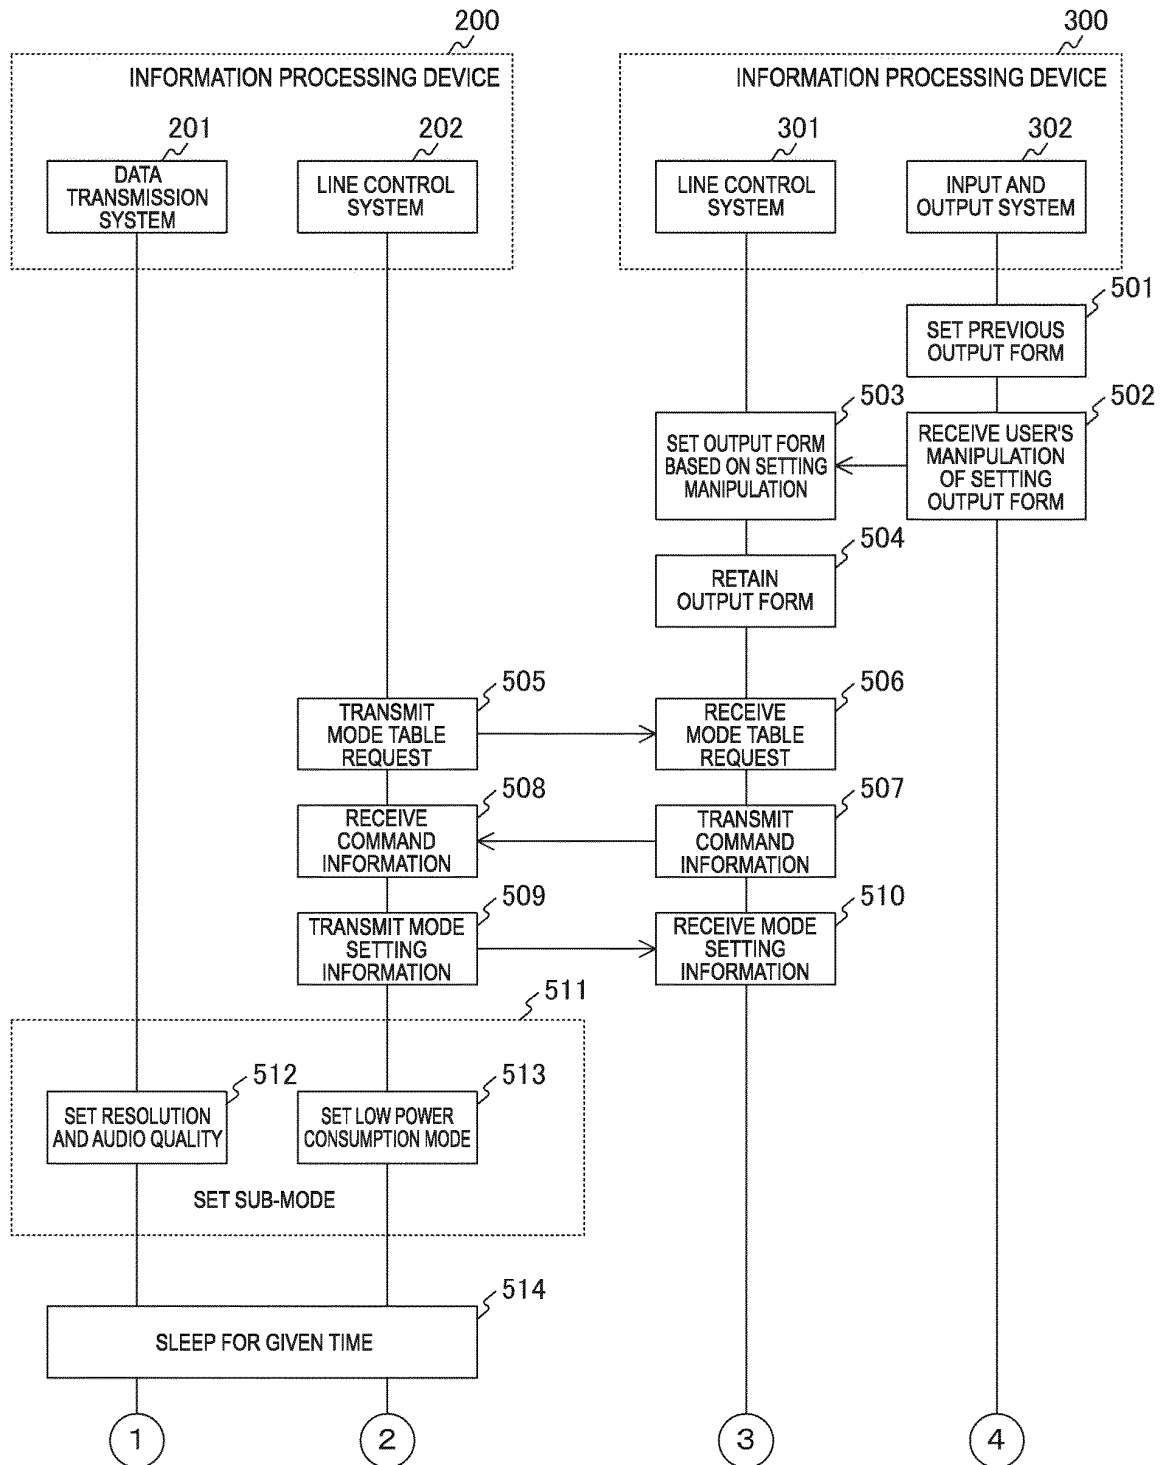 200
300
INFORMATION PROCESSING DEVICE
INFORMATION PROCESSING DEVICE
201
202
301
302
DATA
TRANSMISSION
SYSTEM
LINE CONTROL
SYSTEM
LINE CONTROL
SYSTEM
INPUT AND
OUTPUT SYSTEM
501
SET PREVIOUS
OUTPUT FORM
503
502
SET OUTPUT FORM
BASED ON SETTING
MANIPULATION
RECEIVE USER'S
MANIPULATION
OF SETTING
OUTPUT FORM
504
RETAIN
OUTPUT FORM
505
506
TRANSMIT
MODE TABLE
REQUEST
RECEIVE
MODE TABLE
REQUEST
508
507
RECEIVE
COMMAND
INFORMATION
TRANSMIT
COMMAND
INFORMATION
509
510
TRANSMIT MODE
SETTING
INFORMATION
RECEIVE MODE
SETTING
INFORMATION
511
512
513
SET RESOLUTION
AND AUDIO QUALITY
SET LOW POWER
CONSUMPTION MODE
SET SUB-MODE
514
SLEEP FOR GIVEN TIME
1
2
3
4